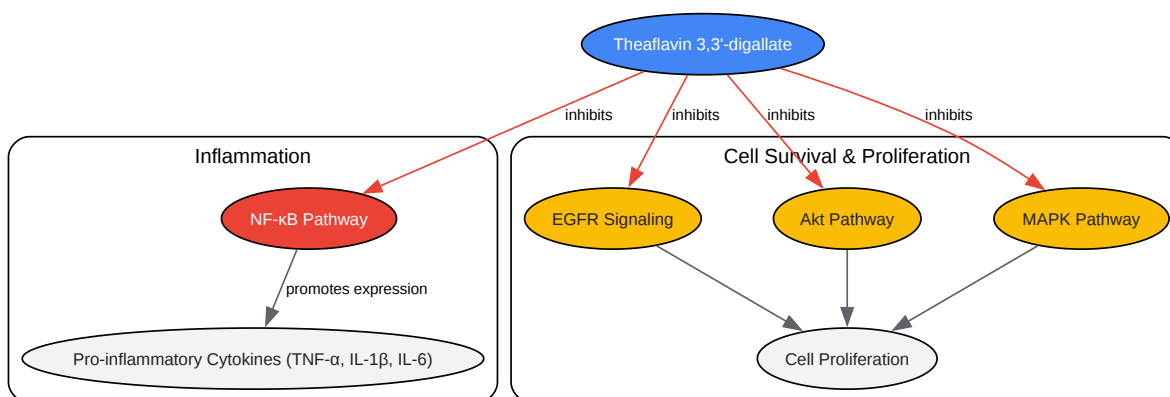 Theaflavin 3,3'-digallate
inhibits
inhibits
inhibits
inhibits
Inflammation
Cell Survival & Proliferation
NF-κB Pathway
EGFR Signaling
Akt Pathway
MAPK Pathway
promotes expression
Pro-inflammatory Cytokines (TNF-α, IL-1β, IL-6)
Cell Proliferation